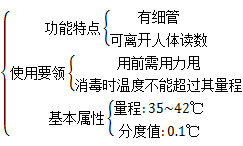 功能特点
有细管
可离开人体读数
使用要领
用前需用力甩
消毒时温度不能超过其量程
基本属性
量程:35~42℃
分度值:0.1℃